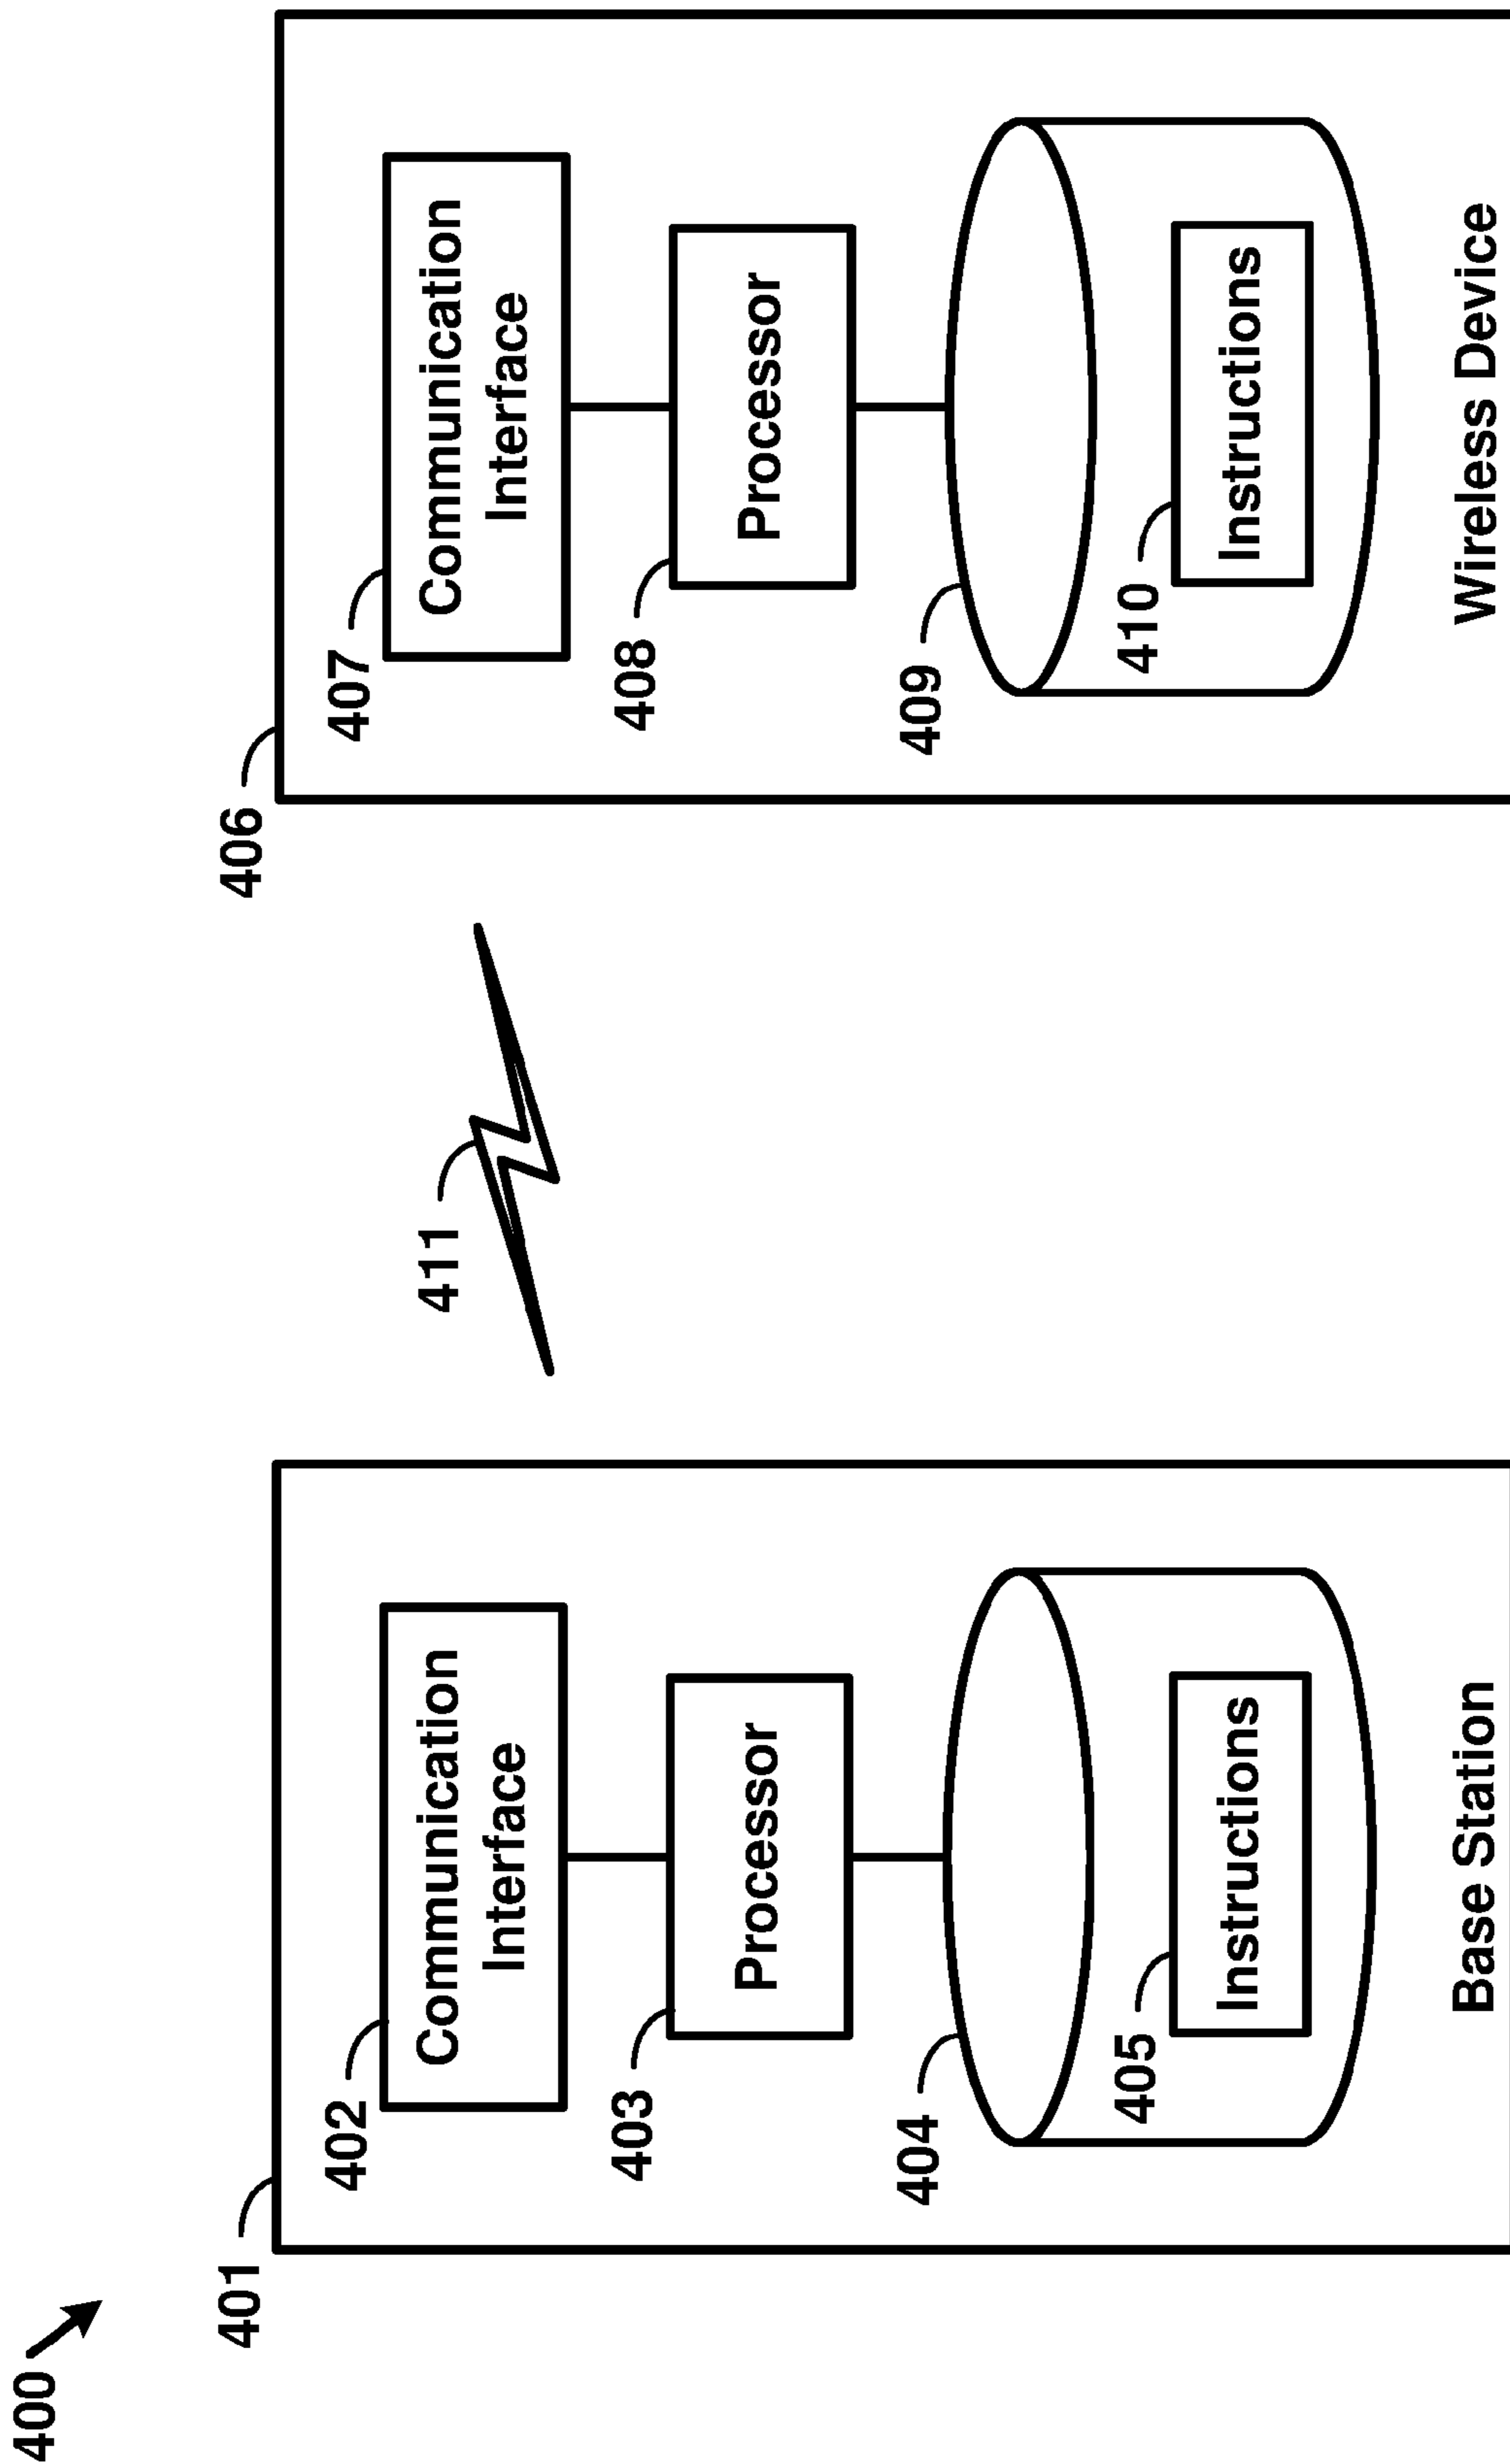 400
401
402
Communication
Interface
403
Processor
404
405
Instructions
Base Station
411
406
407
Communication
Interface
408
Processor
409
410
Instructions
Wireless Device